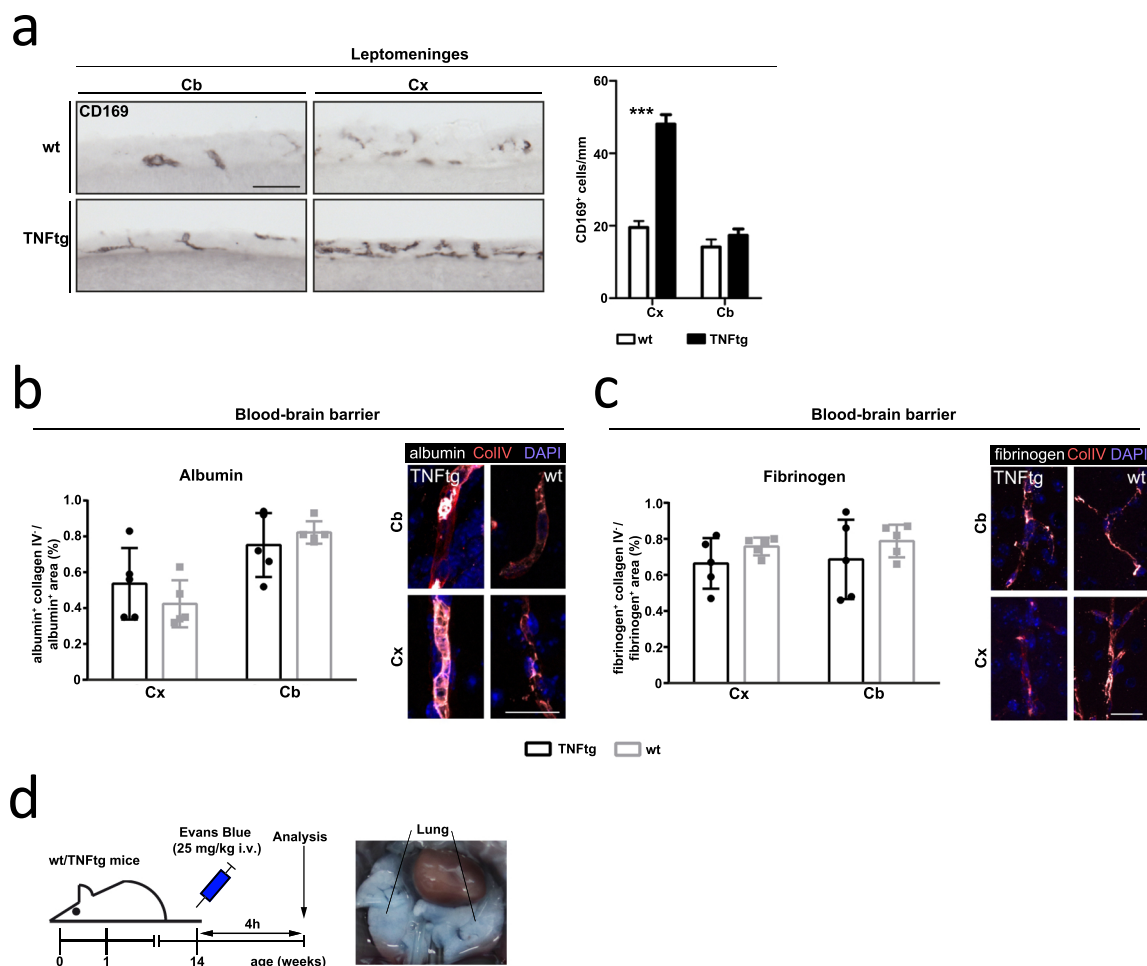 a
Leptomeninges
Cb
Cx
CD169
wt
TNFtg
60
40
20
0
CD169⁺ cells/mm
***
Cx
Cb
wt
TNFtg
b
Blood-brain barrier
Albumin
albumin⁺ collagen IV⁻ /
albumin⁺ area (%)
1.0
0.8
0.6
0.4
0.2
0
Cx
Cb
albumin ColIV DAPI
TNFtg
wt
Cb
Cx
c
Blood-brain barrier
Fibrinogen
fibrinogen⁺ collagen IV⁻ /
fibrinogen⁺ area (%)
1.0
0.8
0.6
0.4
0.2
0
Cx
Cb
fibrinogen ColIV DAPI
TNFtg
wt
Cb
Cx
TNFtg
wt
d
wt/TNFtg mice
Evans Blue
(25 mg/kg i.v.)
Analysis
4h
0
1
14
age (weeks)
Lung